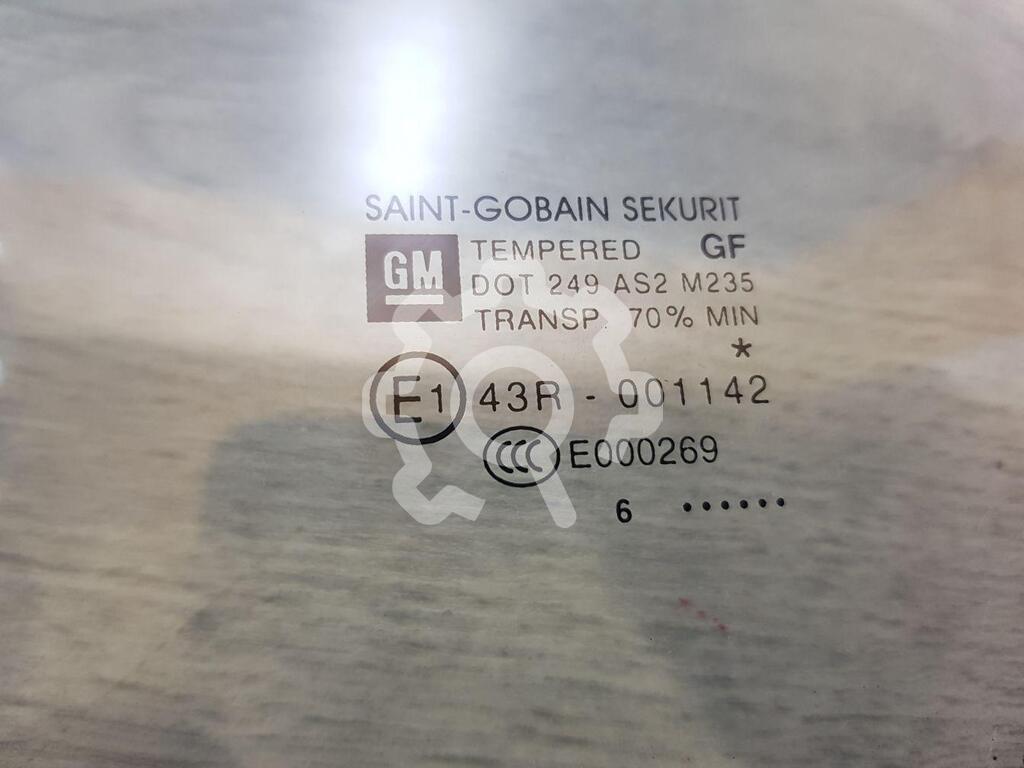 SAINT-GOBAIN SEKURIT
GM TEMPERED GF
DOT 249 AS2 M235
TRANSP. 70% MIN
*
E1 43R - 001142
CCC E000269
6 ••••••